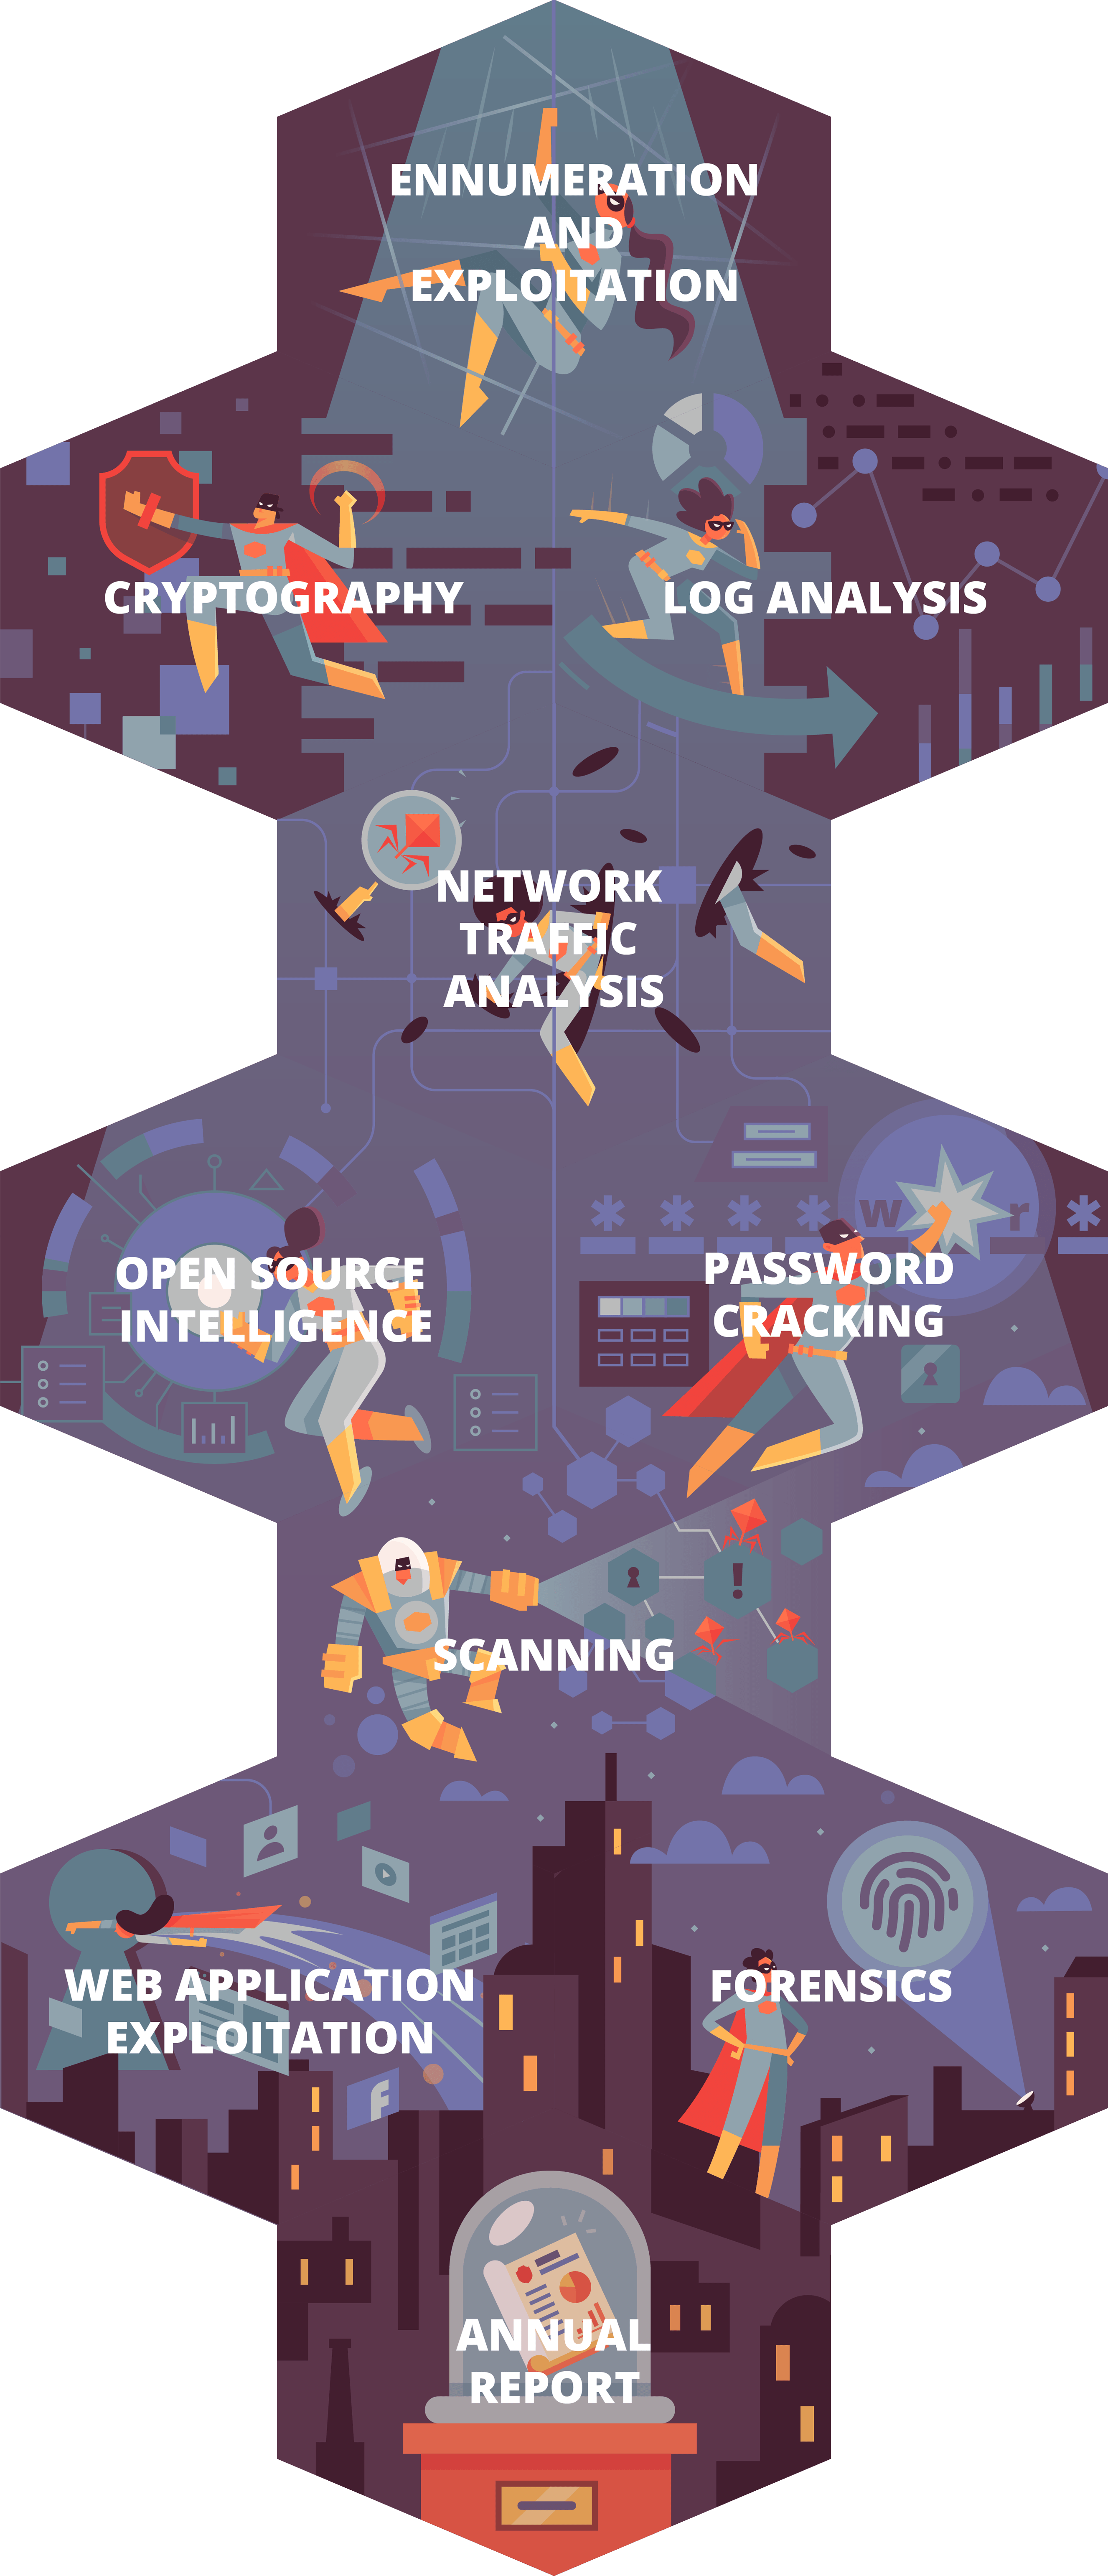 ENNUMERATION
AND
EXPLOITATION
CRYPTOGRAPHY
LOG ANALYSIS
NETWORK
TRAFFIC
ANALYSIS
* * * * w r *
OPEN SOURCE
INTELLIGENCE
PASSWORD
CRACKING
!
SCANNING
WEB APPLICATION
EXPLOITATION
FORENSICS
f
ANNUAL
REPORT